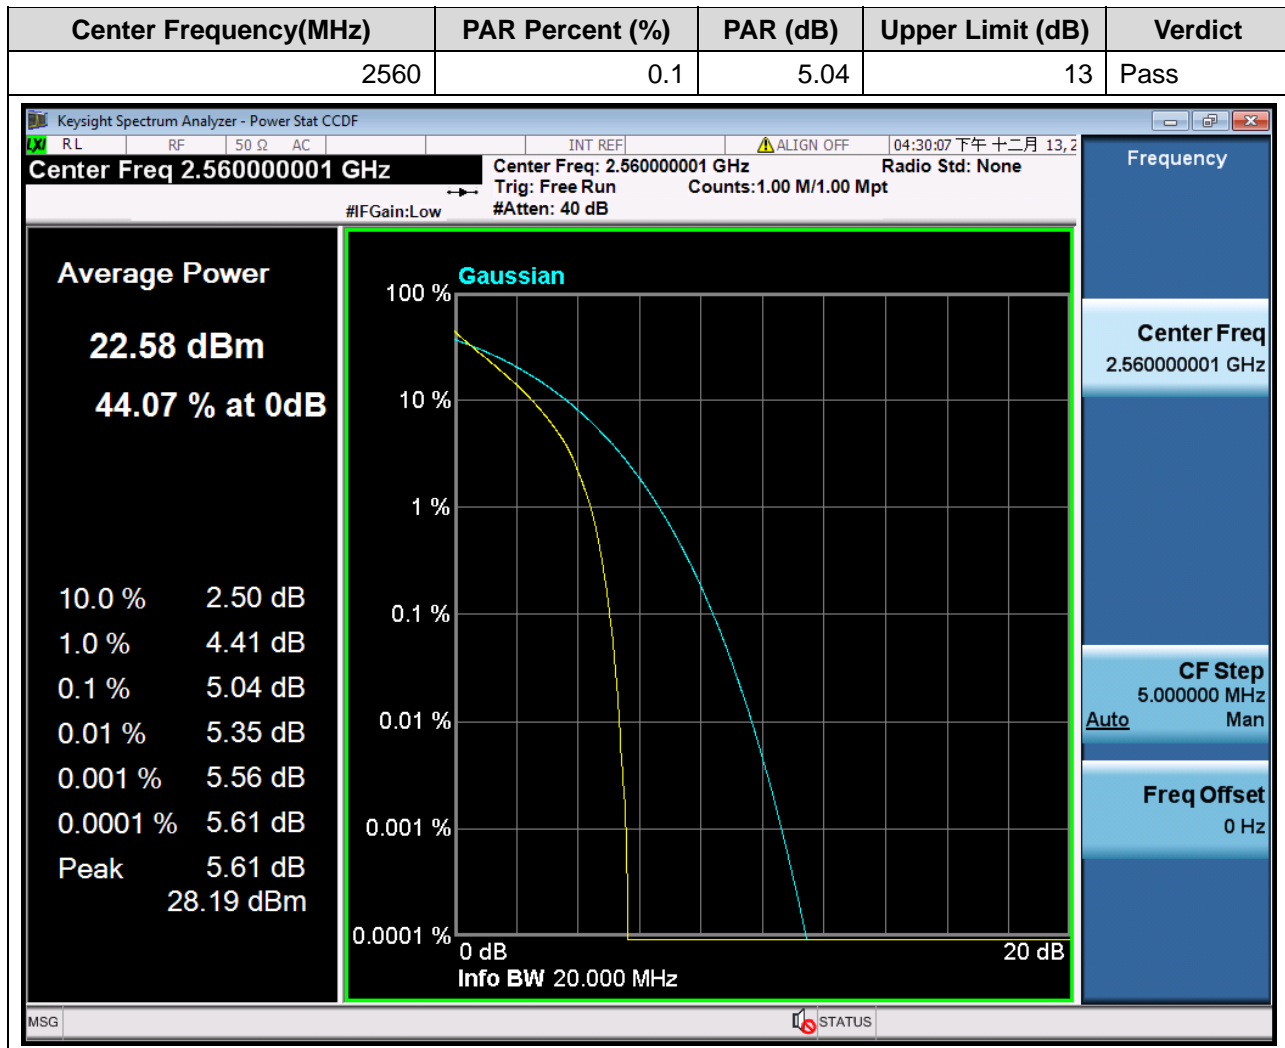 Center Frequency(MHz) PAR Percent (%) PAR (dB) Upper Limit (dB) Verdict
2560 0.1 5.04 13 Pass
Keysight Spectrum Analyzer - Power Stat CCDF
LXI RL RF 50 Ω AC INT REF ALIGN OFF 04:30:07 下午 十二月 13, 2
Center Freq 2.560000001 GHz
Center Freq: 2.560000001 GHz Radio Std: None
Trig: Free Run Counts:1.00 M/1.00 Mpt
#IFGain:Low #Atten: 40 dB
Average Power
22.58 dBm
44.07 % at 0dB
10.0 % 2.50 dB
1.0 % 4.41 dB
0.1 % 5.04 dB
0.01 % 5.35 dB
0.001 % 5.56 dB
0.0001 % 5.61 dB
Peak 5.61 dB
28.19 dBm
Gaussian
100 %
10 %
1 %
0.1 %
0.01 %
0.001 %
0.0001 %
0 dB 20 dB
Info BW 20.000 MHz
Frequency
Center Freq
2.560000001 GHz
CF Step
5.000000 MHz
Auto Man
Freq Offset
0 Hz
MSG STATUS